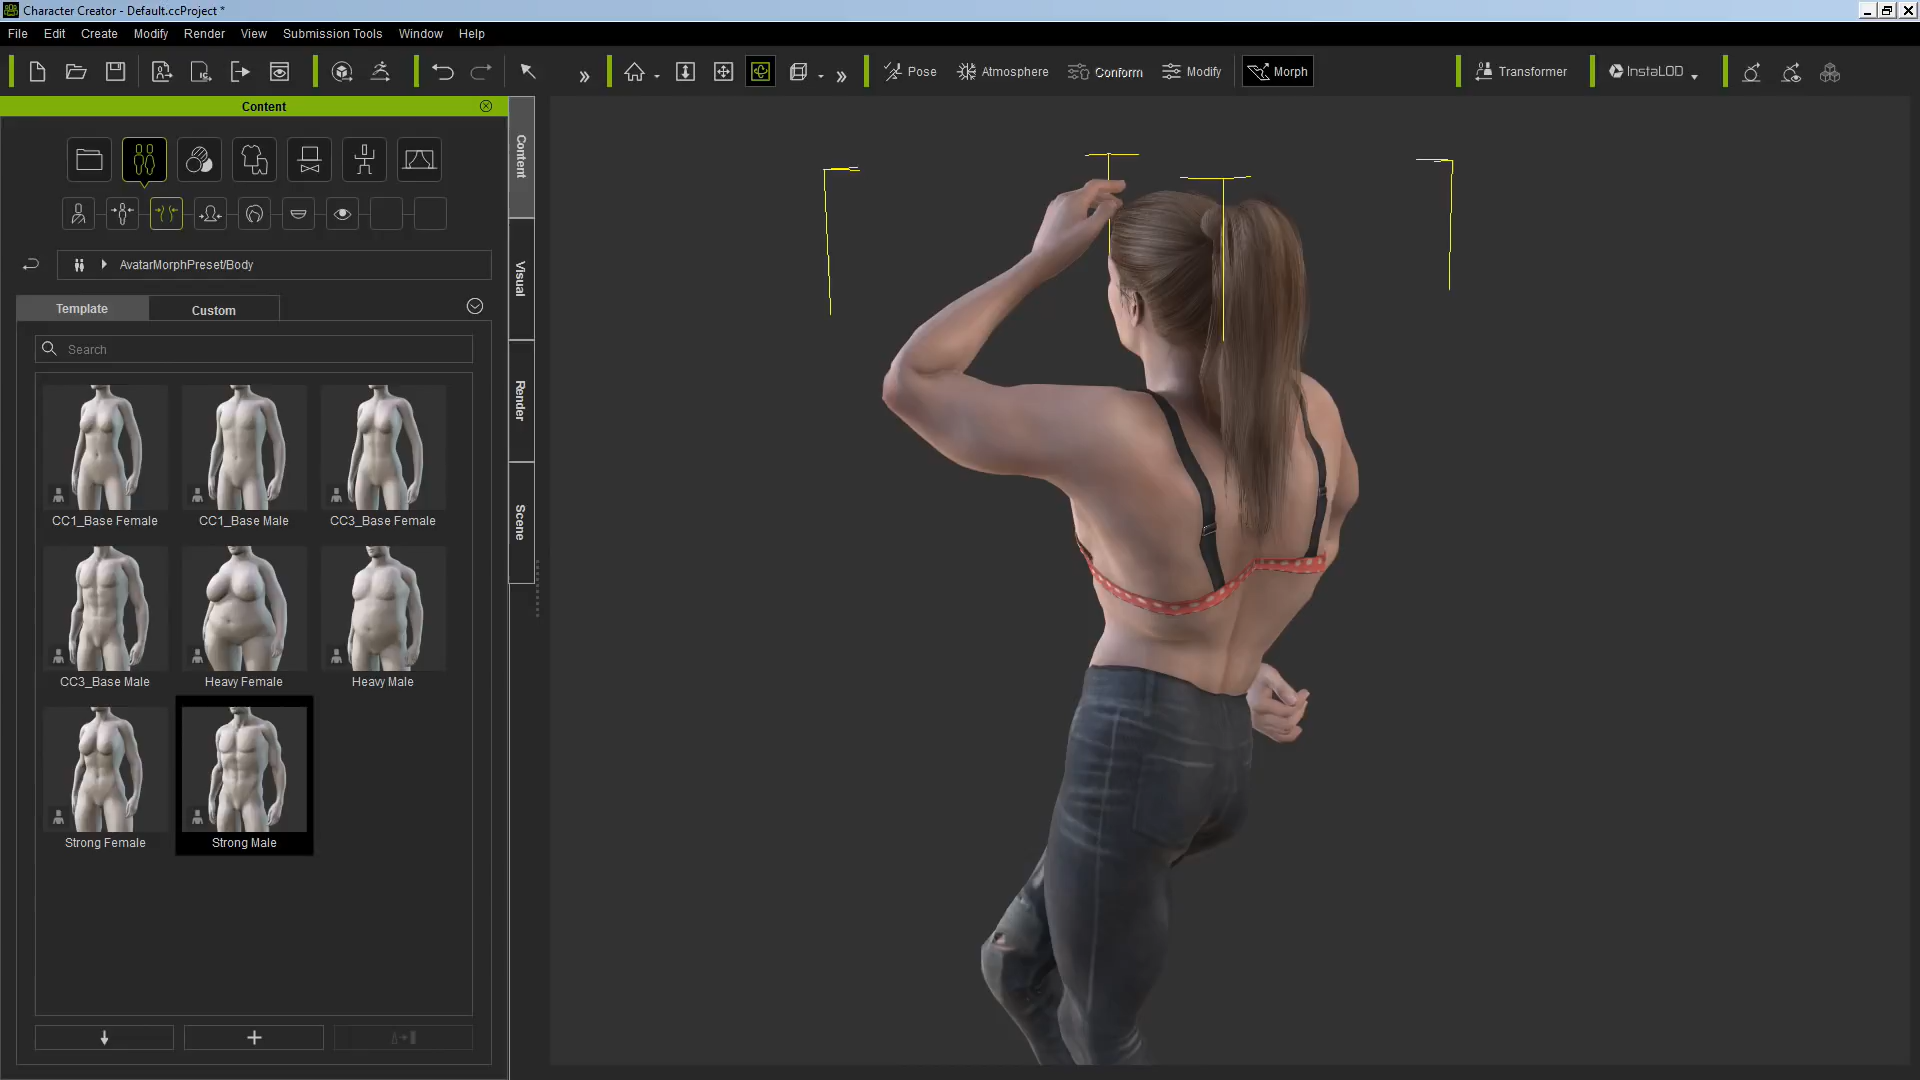 Character Creator - Default.ccProject *
File Edit Create Modify Render View Submission Tools Window Help
Pose Atmosphere Conform Modify Morph Transformer InstaLOD
Content
Content
Visual
Render
Scene
AvatarMorphPreset/Body
Template Custom
Search
CC1_Base Female CC1_Base Male CC3_Base Female
CC3_Base Male Heavy Female Heavy Male
Strong Female Strong Male